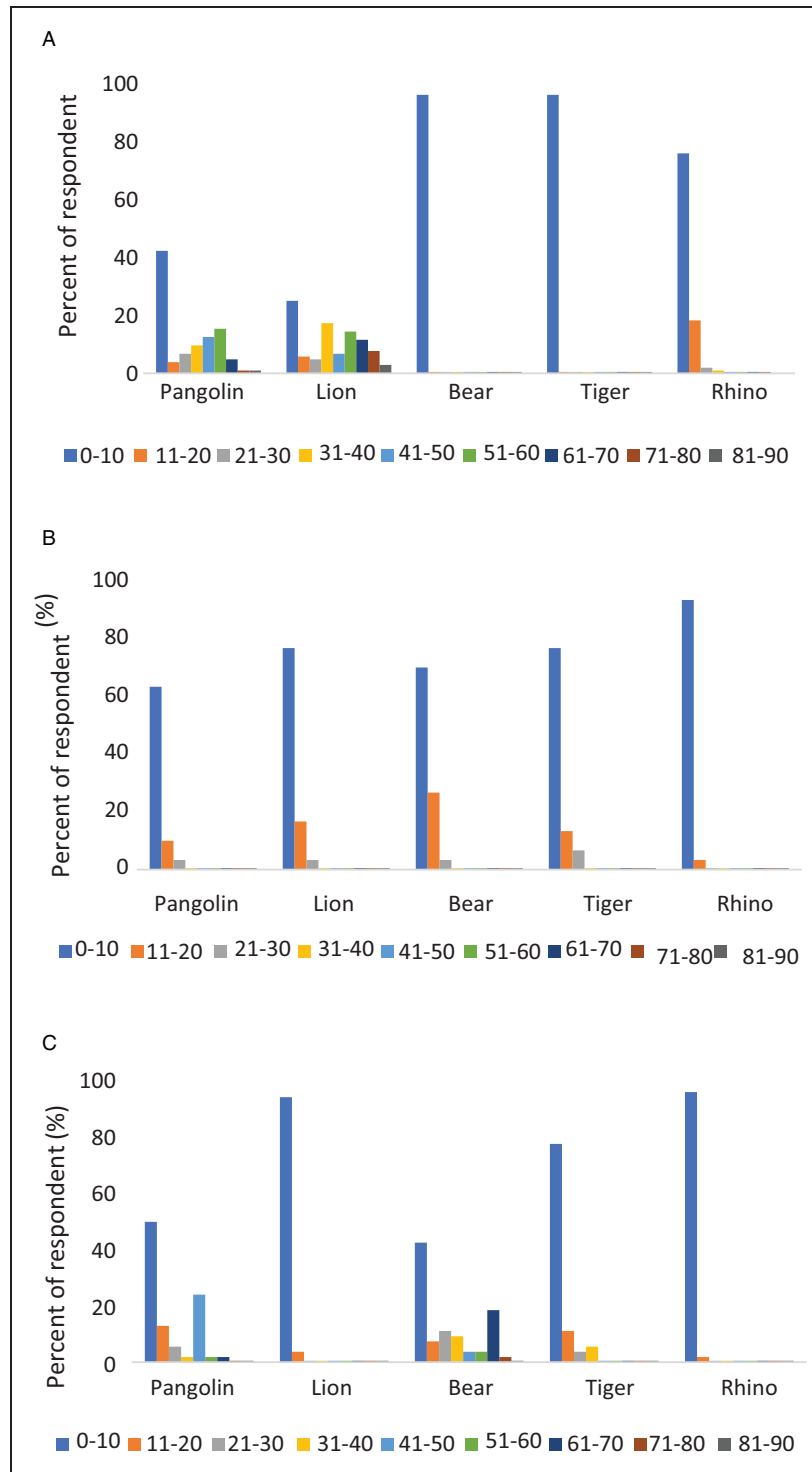 A
Percent of respondent
100
80
60
40
20
0
Pangolin Lion Bear Tiger Rhino
0-10 11-20 21-30 31-40 41-50 51-60 61-70 71-80 81-90
B
Percent of respondent (%)
100
80
60
40
20
0
Pangolin Lion Bear Tiger Rhino
0-10 11-20 21-30 31-40 41-50 51-60 61-70 71-80 81-90
C
Percent of respondent (%)
100
80
60
40
20
0
Pangolin Lion Bear Tiger Rhino
0-10 11-20 21-30 31-40 41-50 51-60 61-70 71-80 81-90